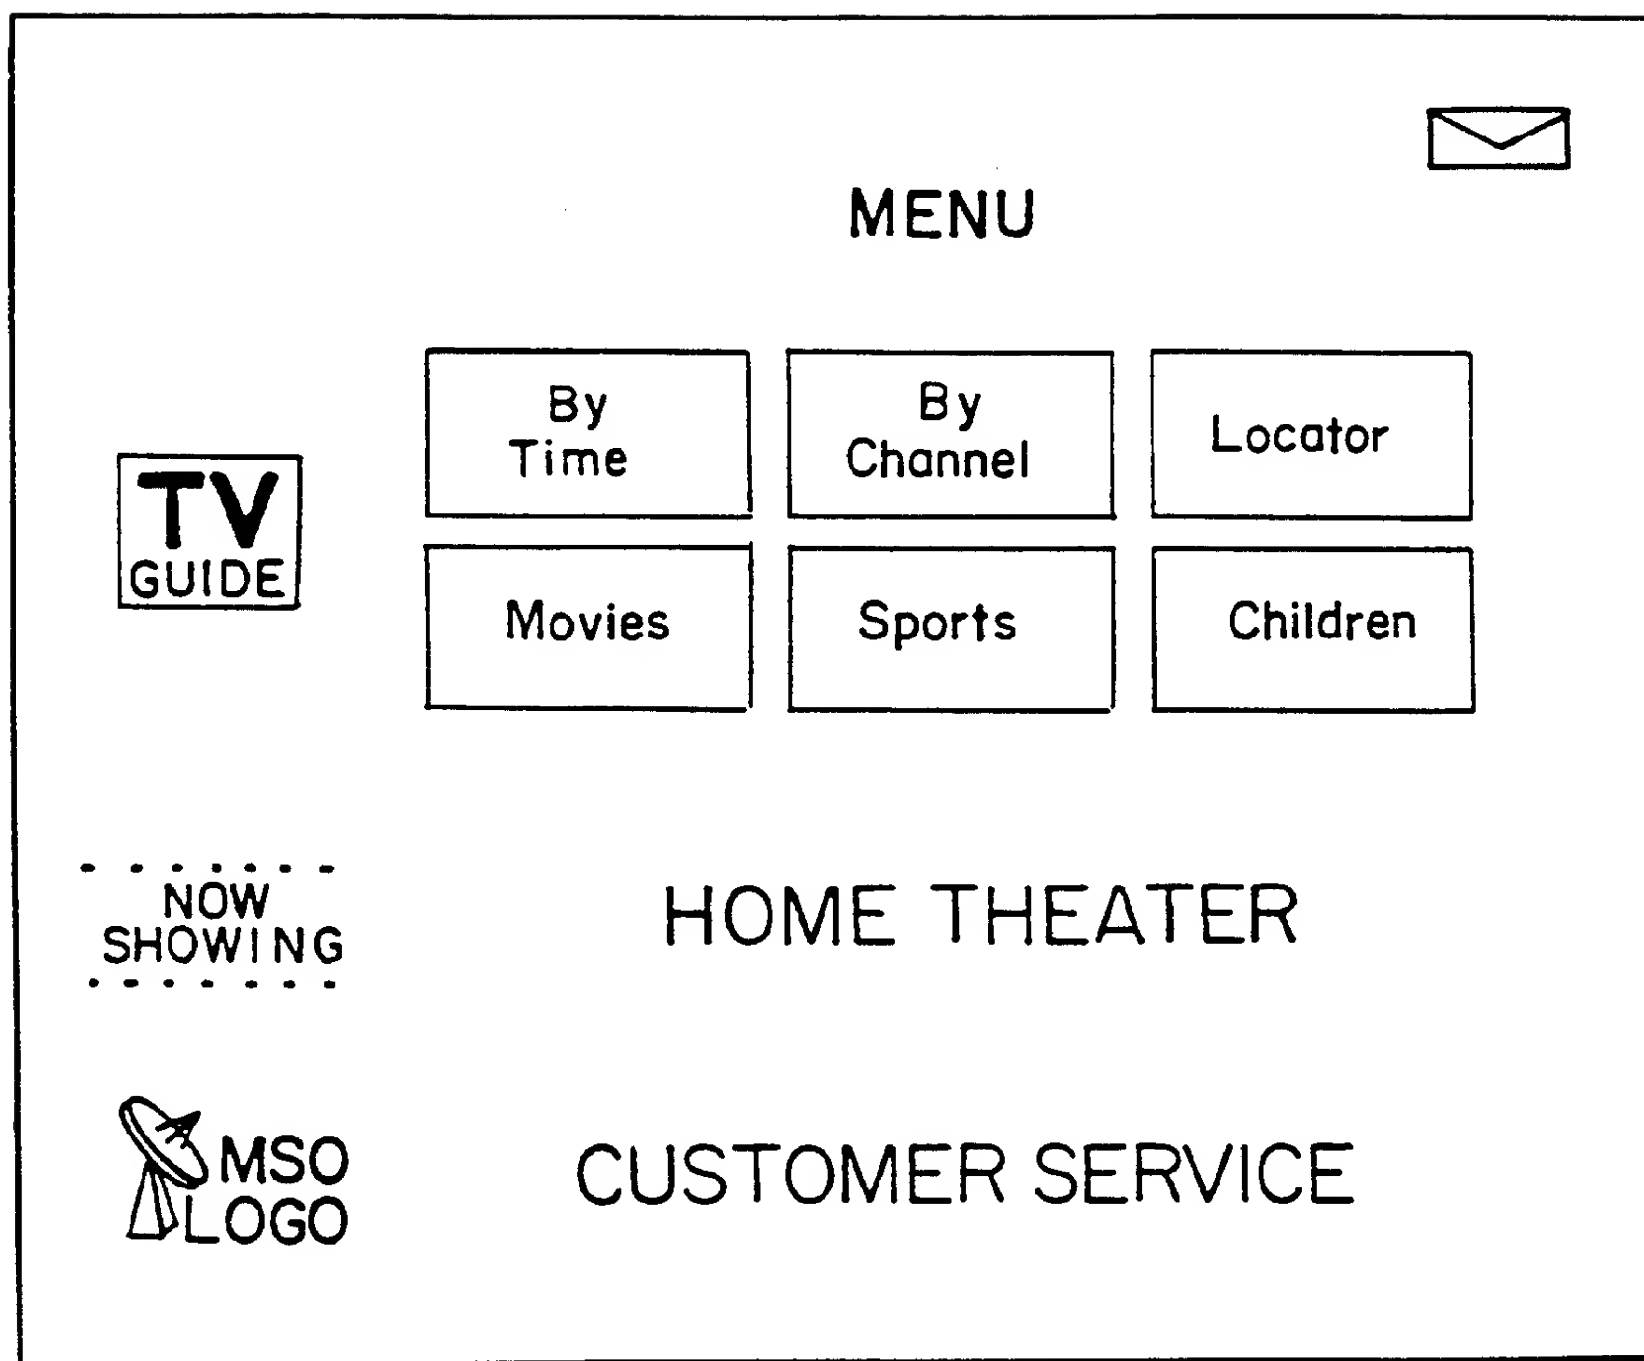 MENU
By
Time
By
Channel
Locator
TV
GUIDE
Movies
Sports
Children
NOW
SHOWING
HOME THEATER
MSO
LOGO
CUSTOMER SERVICE